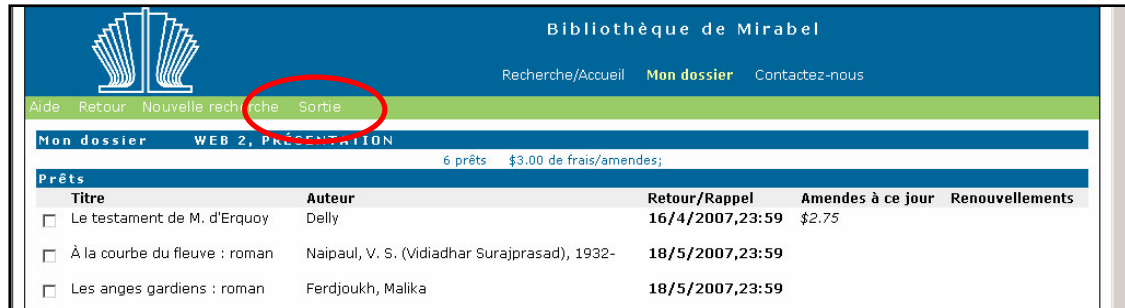 Bibliothèque de Mirabel
Recherche/Accueil Mon dossier Contactez-nous
Aide Retour Nouvelle recherche Sortie
Mon dossier WEB 2, PRÉSENTATION
6 prêts $3.00 de frais/amendes;
Prêts
Titre Auteur Retour/Rappel Amendes à ce jour Renouvellements
Le testament de M. d'Erquoy Delly 16/4/2007,23:59 $2.75
À la courbe du fleuve : roman Naipaul, V. S. (Vidiadhar Surajprasad), 1932- 18/5/2007,23:59
Les anges gardiens : roman Ferdjoukh, Malika 18/5/2007,23:59